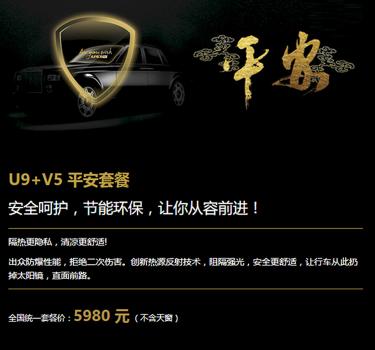 平安
U9+V5 平安套餐
安全呵护，节能环保，让你从容前进！
隔热更隐私，清凉更舒适!
出众防爆性能，拒绝二次伤害。创新热源反射技术，阻隔强光，安全更舒适，让行车从此扔
掉太阳镜，直面前路。
全国统一套餐价：5980 元（不含天窗）